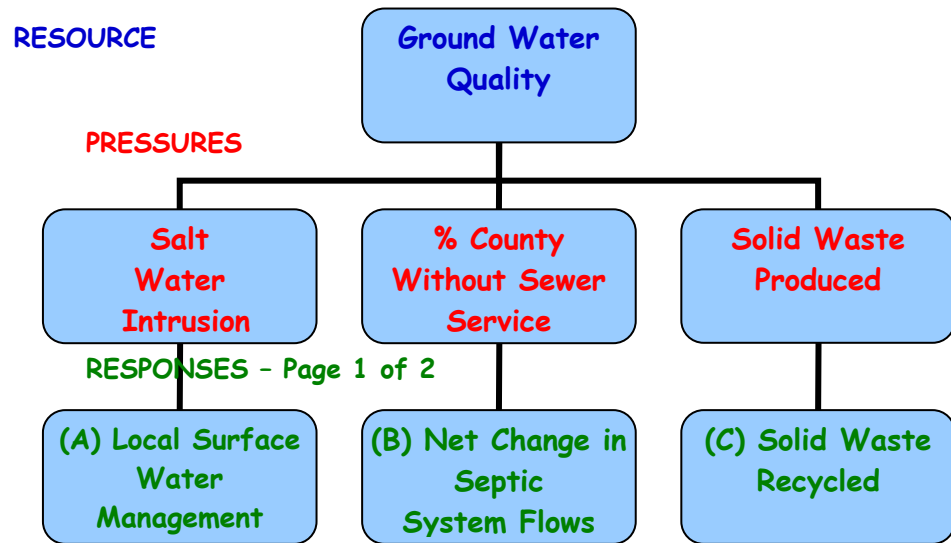 RESOURCE
Ground Water
Quality
PRESSURES
Salt
Water
Intrusion
% County
Without Sewer
Service
Solid Waste
Produced
RESPONSES – Page 1 of 2
(A) Local Surface
Water
Management
(B) Net Change in
Septic
System Flows
(C) Solid Waste
Recycled